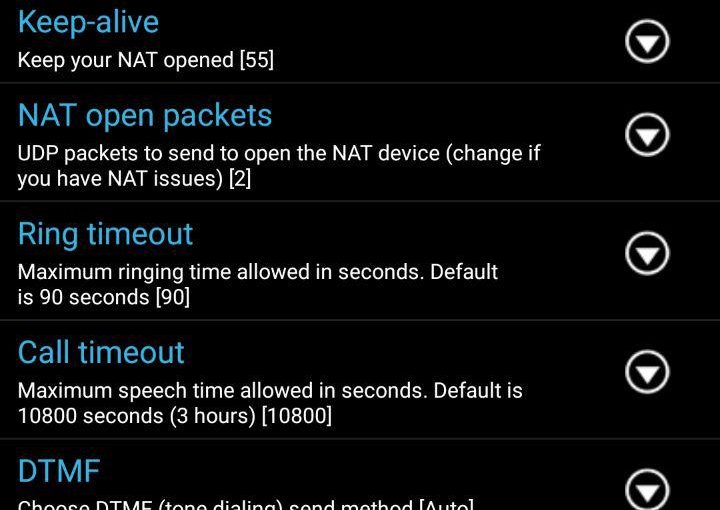 Keep-alive
Keep your NAT opened [55]
NAT open packets
UDP packets to send to open the NAT device (change if
you have NAT issues) [2]
Ring timeout
Maximum ringing time allowed in seconds. Default
is 90 seconds [90]
Call timeout
Maximum speech time allowed in seconds. Default is
10800 seconds (3 hours) [10800]
DTMF
Choose DTMF (tone dialing) send method [Auto]